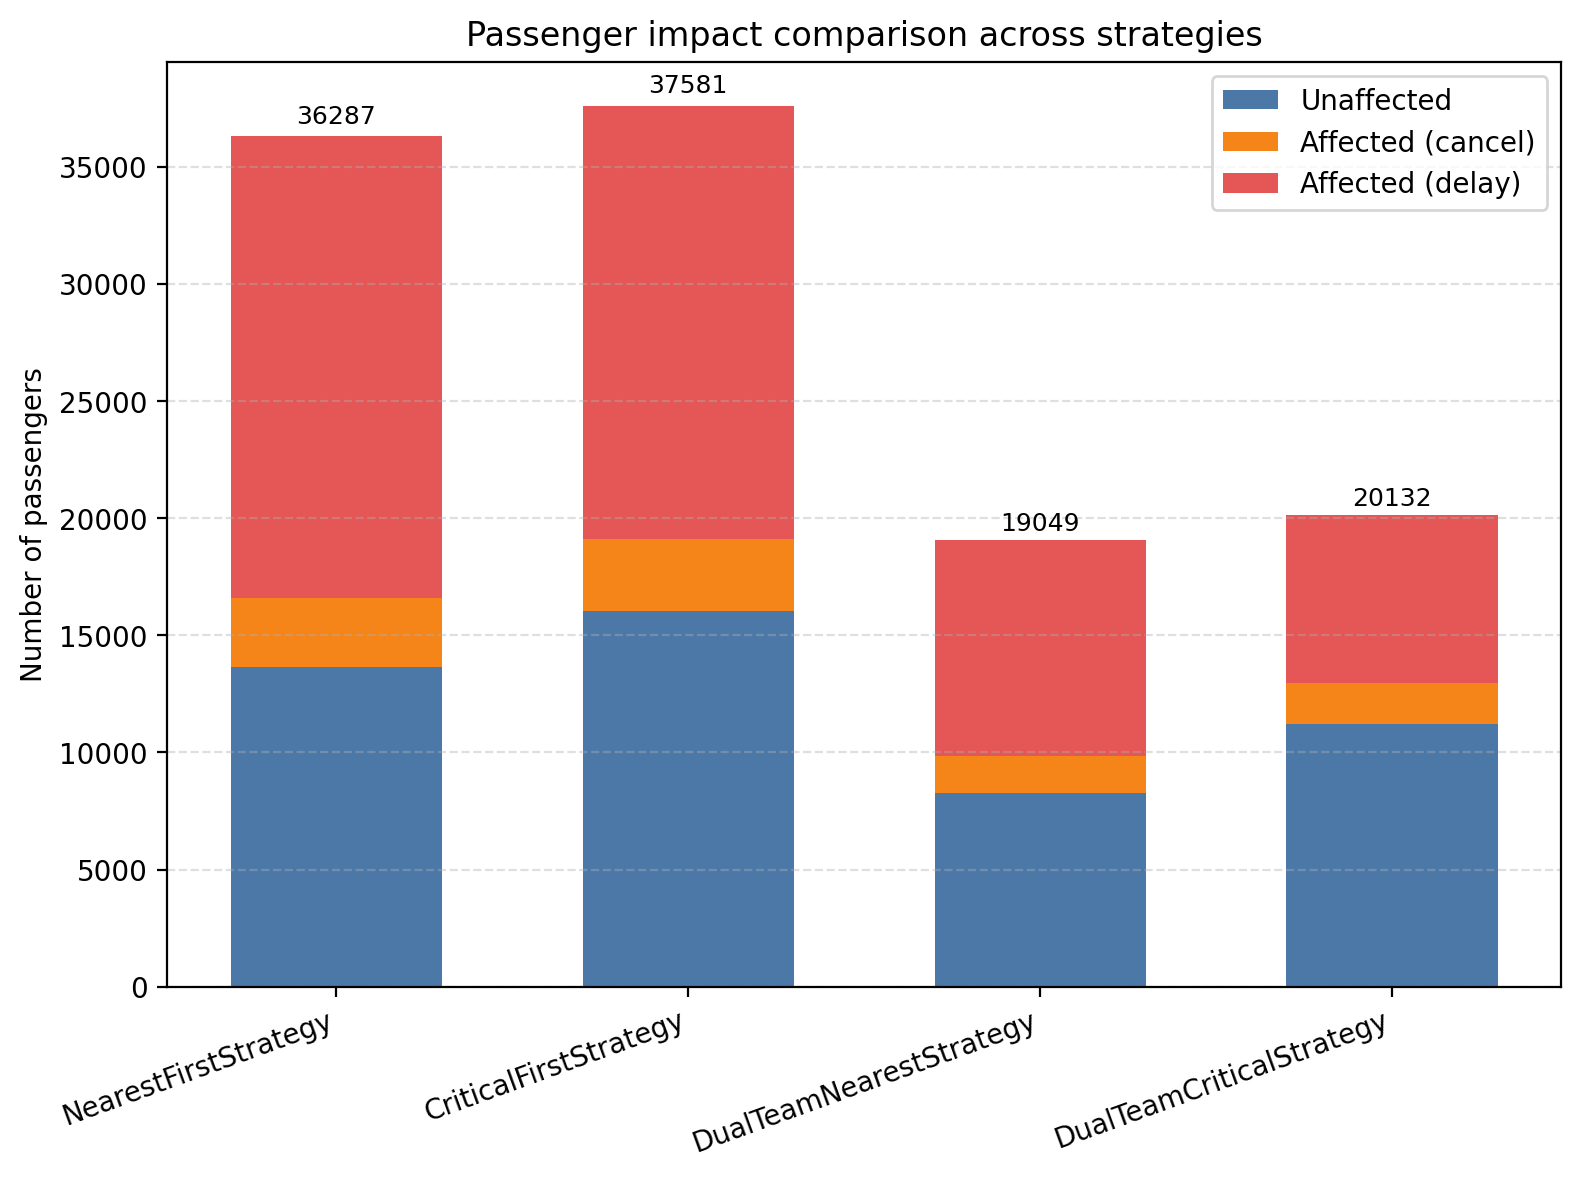 Passenger impact comparison across strategies
36287
37581
19049
20132
Unaffected
Affected (cancel)
Affected (delay)
Number of passengers
35000
30000
25000
20000
15000
10000
5000
0
NearestFirstStrategy
CriticalFirstStrategy
DualTeamNearestStrategy
DualTeamCriticalStrategy